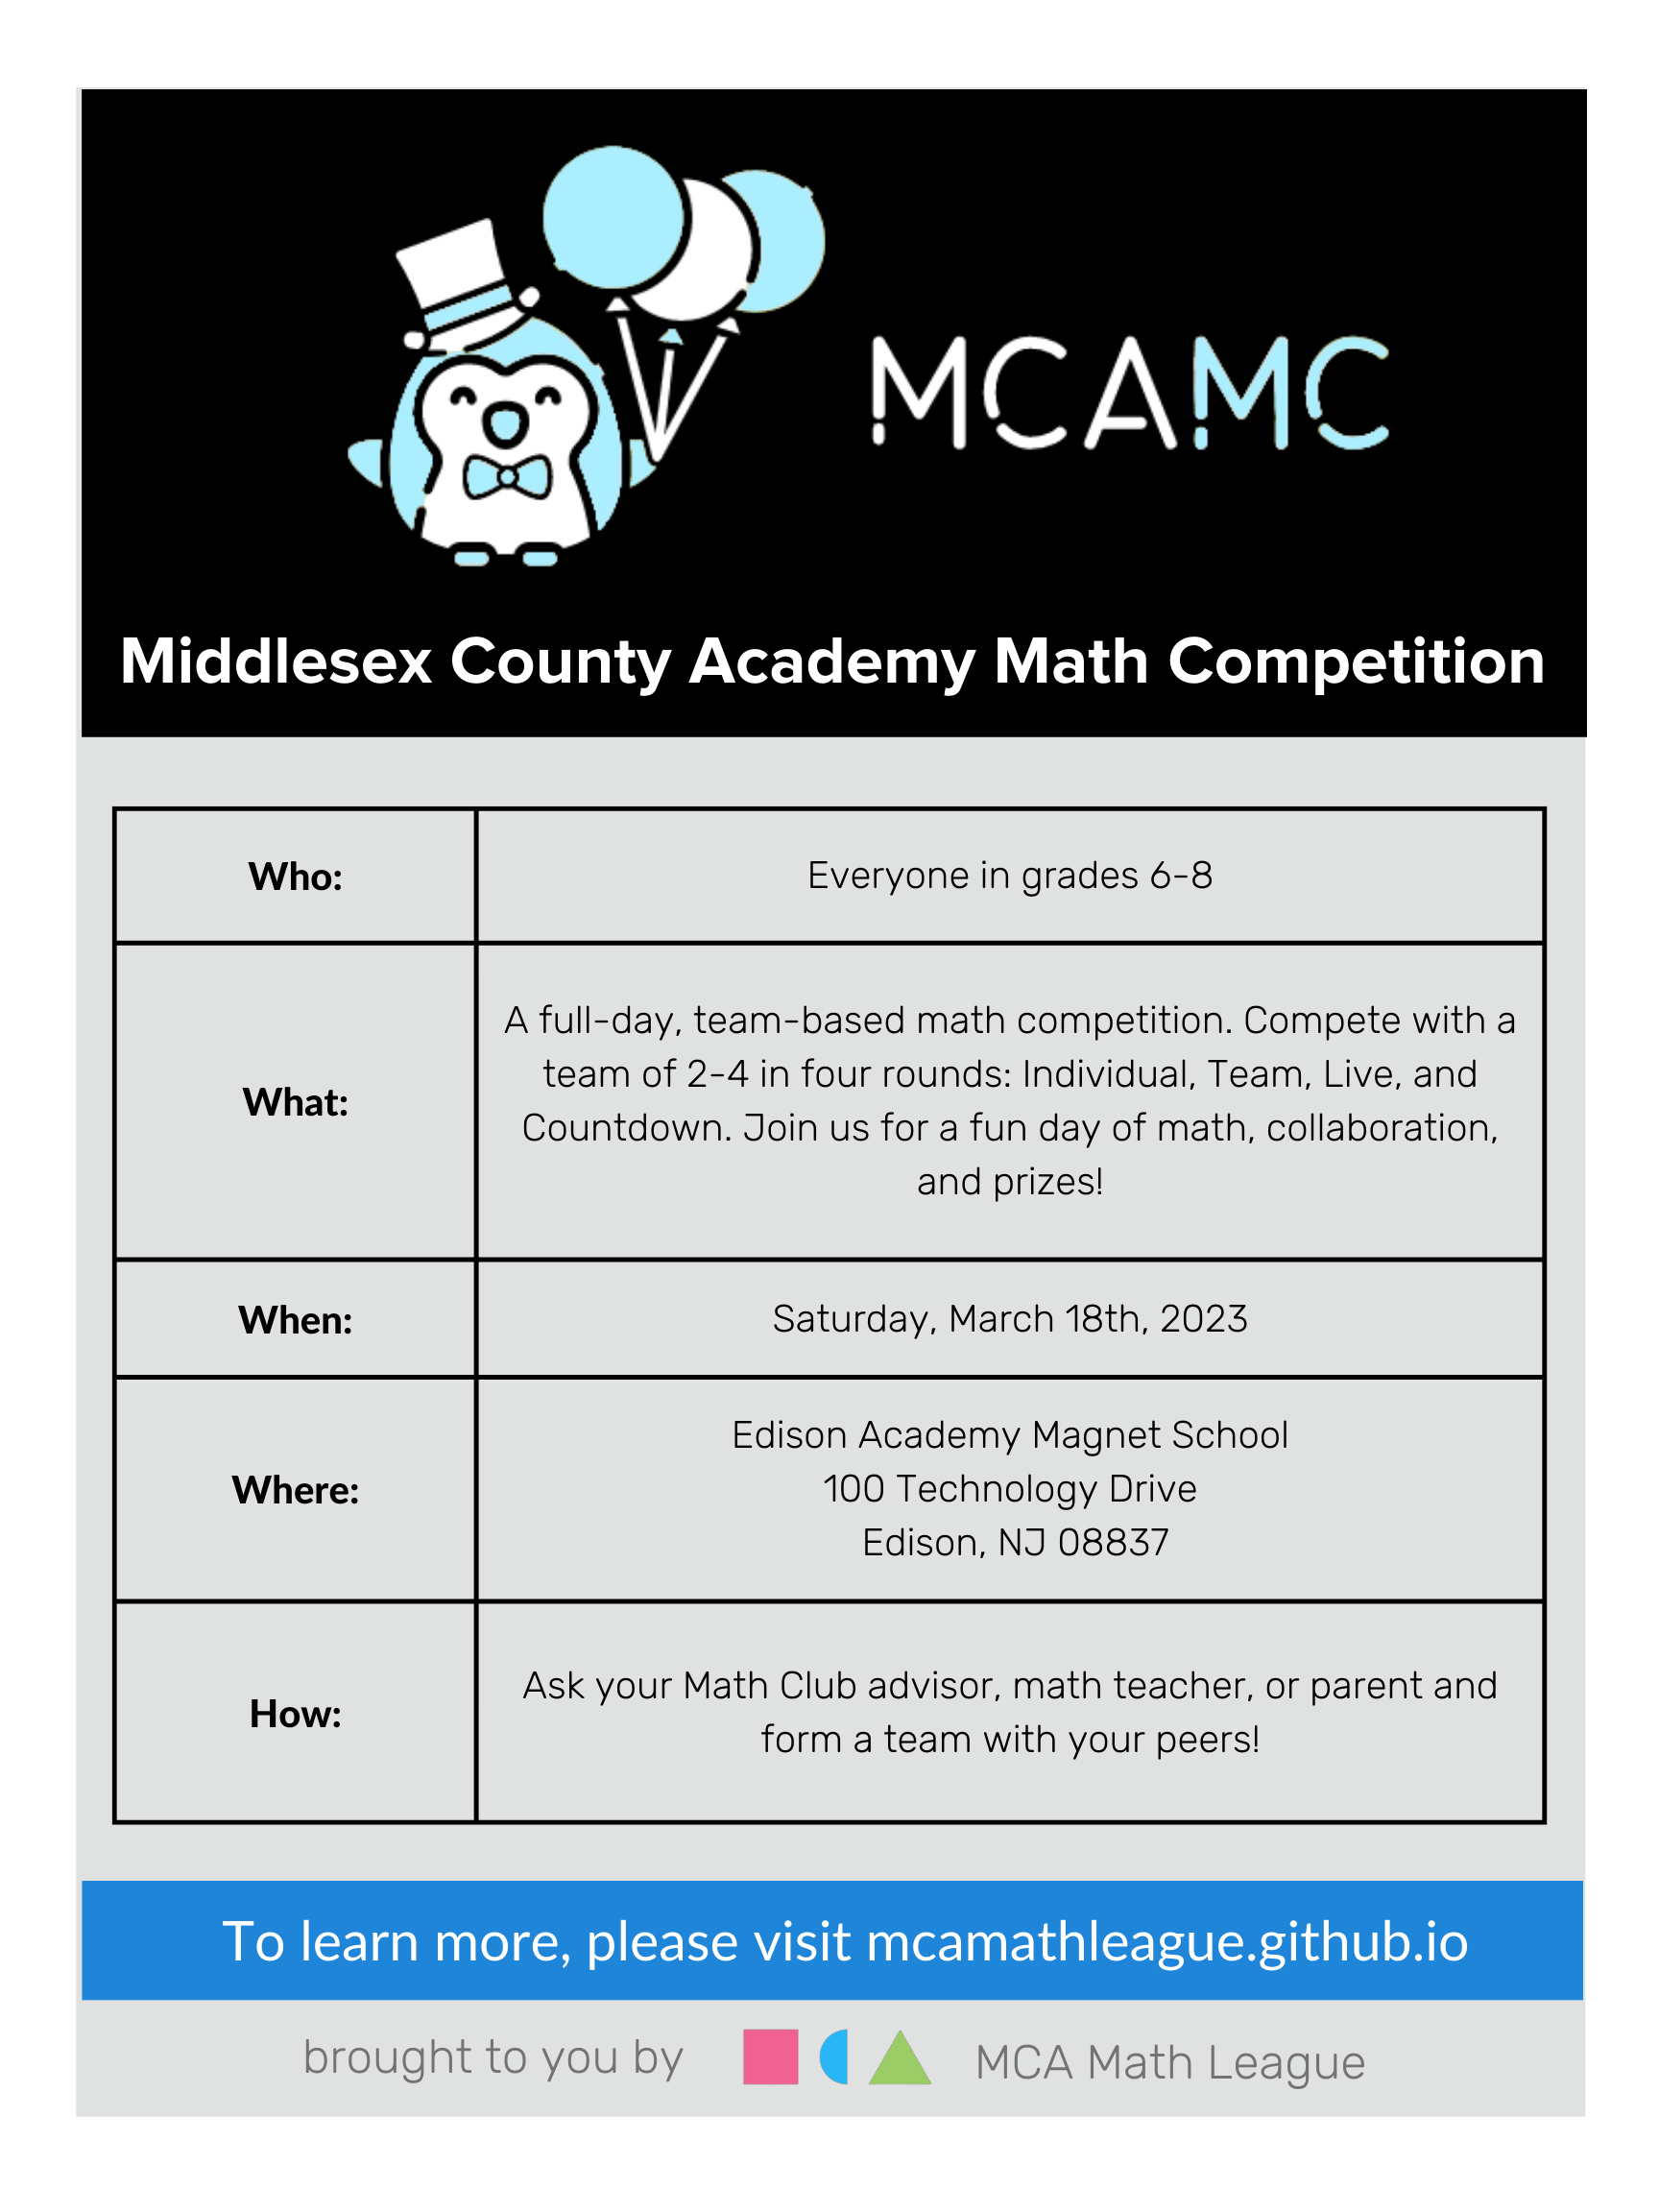 MCAMC
Middlesex County Academy Math Competition
Who:
Everyone in grades 6-8
What:
A full-day, team-based math competition. Compete with a
team of 2-4 in four rounds: Individual, Team, Live, and
Countdown. Join us for a fun day of math, collaboration,
and prizes!
When:
Saturday, March 18th, 2023
Where:
Edison Academy Magnet School
100 Technology Drive
Edison, NJ 08837
How:
Ask your Math Club advisor, math teacher, or parent and
form a team with your peers!
To learn more, please visit mcamathleague.github.io
brought to you by MCA Math League